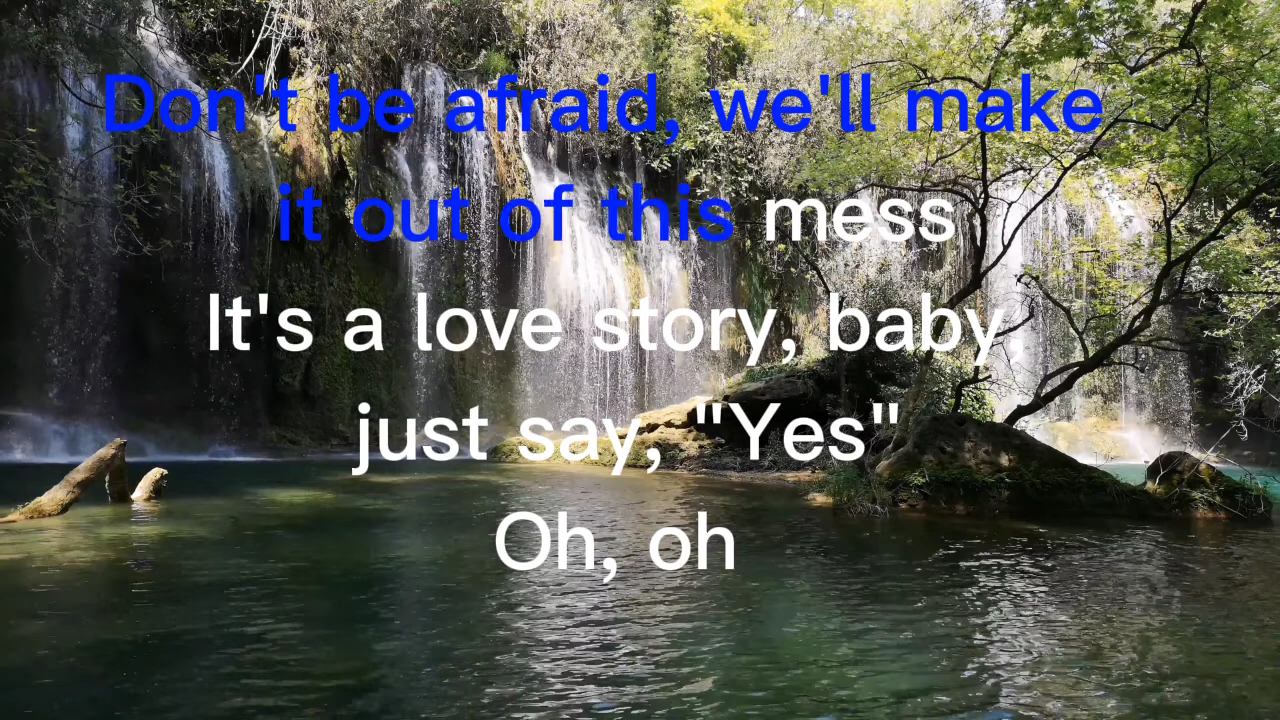 Don't be afraid, we'll make
it out of this mess
It's a love story, baby,
just say, "Yes"
Oh, oh